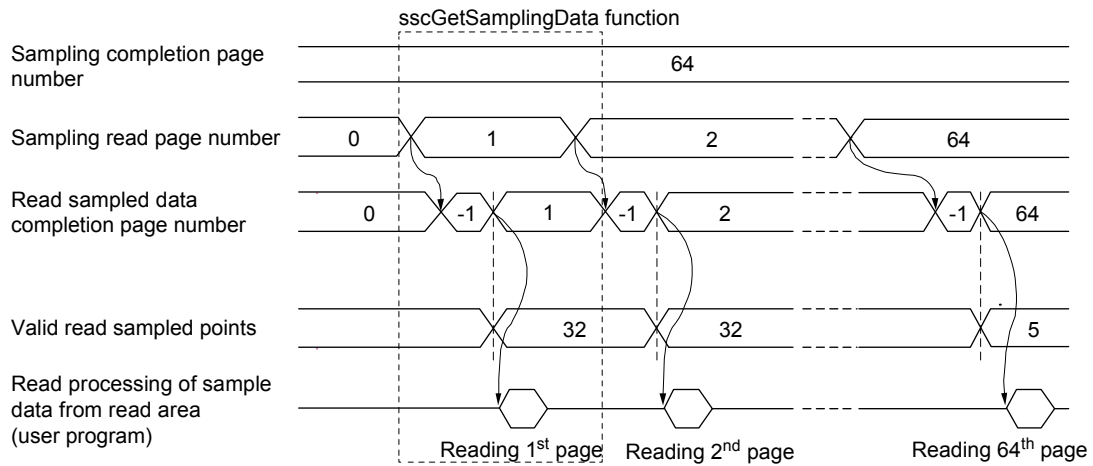 sscGetSamplingData function
Sampling completion page
number
64
Sampling read page number
0
1
2
64
Read sampled data
completion page number
0
-1
1
-1
2
-1
64
Valid read sampled points
32
32
5
Read processing of sample
data from read area
(user program)
Reading 1st page
Reading 2nd page
Reading 64th page